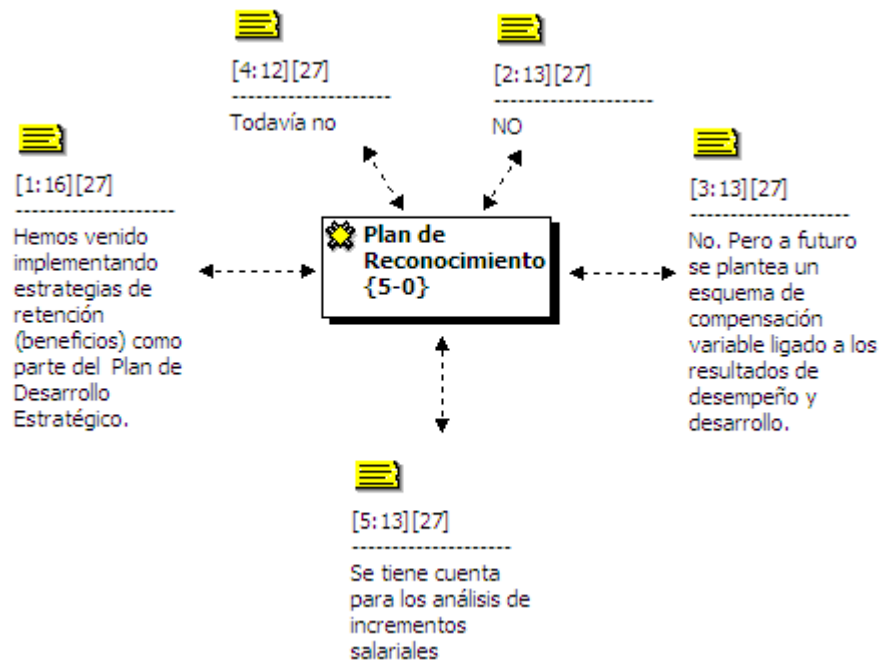 [4:12][27]
--------------------
Todavía no
[2:13][27]
--------------------
NO
[1:16][27]
--------------------
Hemos venido
implementando
estrategias de
retención
(beneficios) como
parte del Plan de
Desarrollo
Estratégico.
Plan de
Reconocimiento
{5-0}
[3:13][27]
--------------------
No. Pero a futuro
se plantea un
esquema de
compensación
variable ligado a los
resultados de
desempeño y
desarrollo.
[5:13][27]
--------------------
Se tiene cuenta
para los análisis de
incrementos
salariales